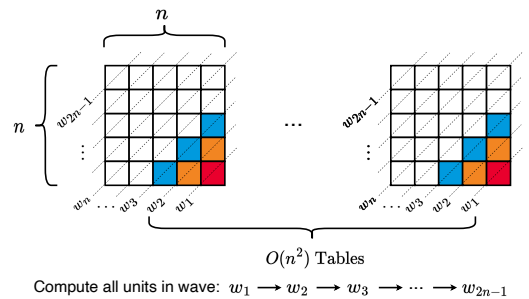 n
n
w2n−1
⋮
wn ⋯ w3 w2 w1
...
w2n−1
⋮
wn ⋯ w3 w2 w1
O(n²) Tables
Compute all units in wave: w1 → w2 → w3 → ⋯ → w2n−1